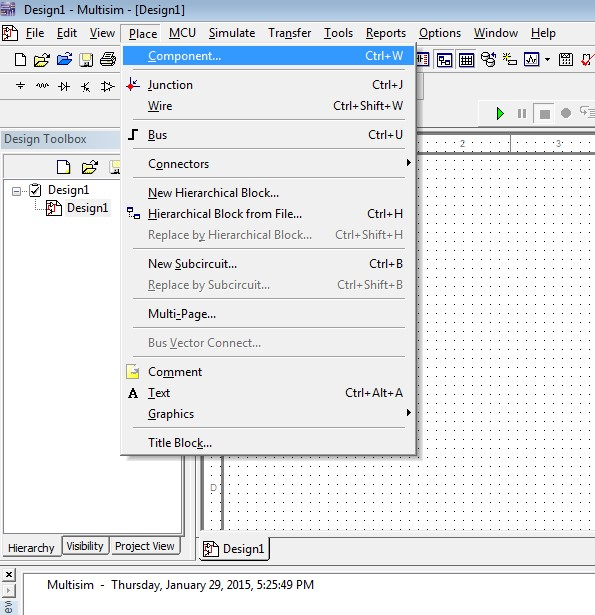 Design1 - Multisim - [Design1]
File Edit View Place MCU Simulate Transfer Tools Reports Options Window Help
Component... Ctrl+W
Junction Ctrl+J
Wire Ctrl+Shift+W
Bus Ctrl+U
Connectors
New Hierarchical Block...
Hierarchical Block from File... Ctrl+H
Replace by Hierarchical Block... Ctrl+Shift+H
New Subcircuit... Ctrl+B
Replace by Subcircuit... Ctrl+Shift+B
Multi-Page...
Bus Vector Connect...
Comment
A Text Ctrl+Alt+A
Graphics
Title Block...
Design Toolbox
Design1
Design1
2 3
D
Hierarchy Visibility Project View
Design1
Multisim - Thursday, January 29, 2015, 5:25:49 PM